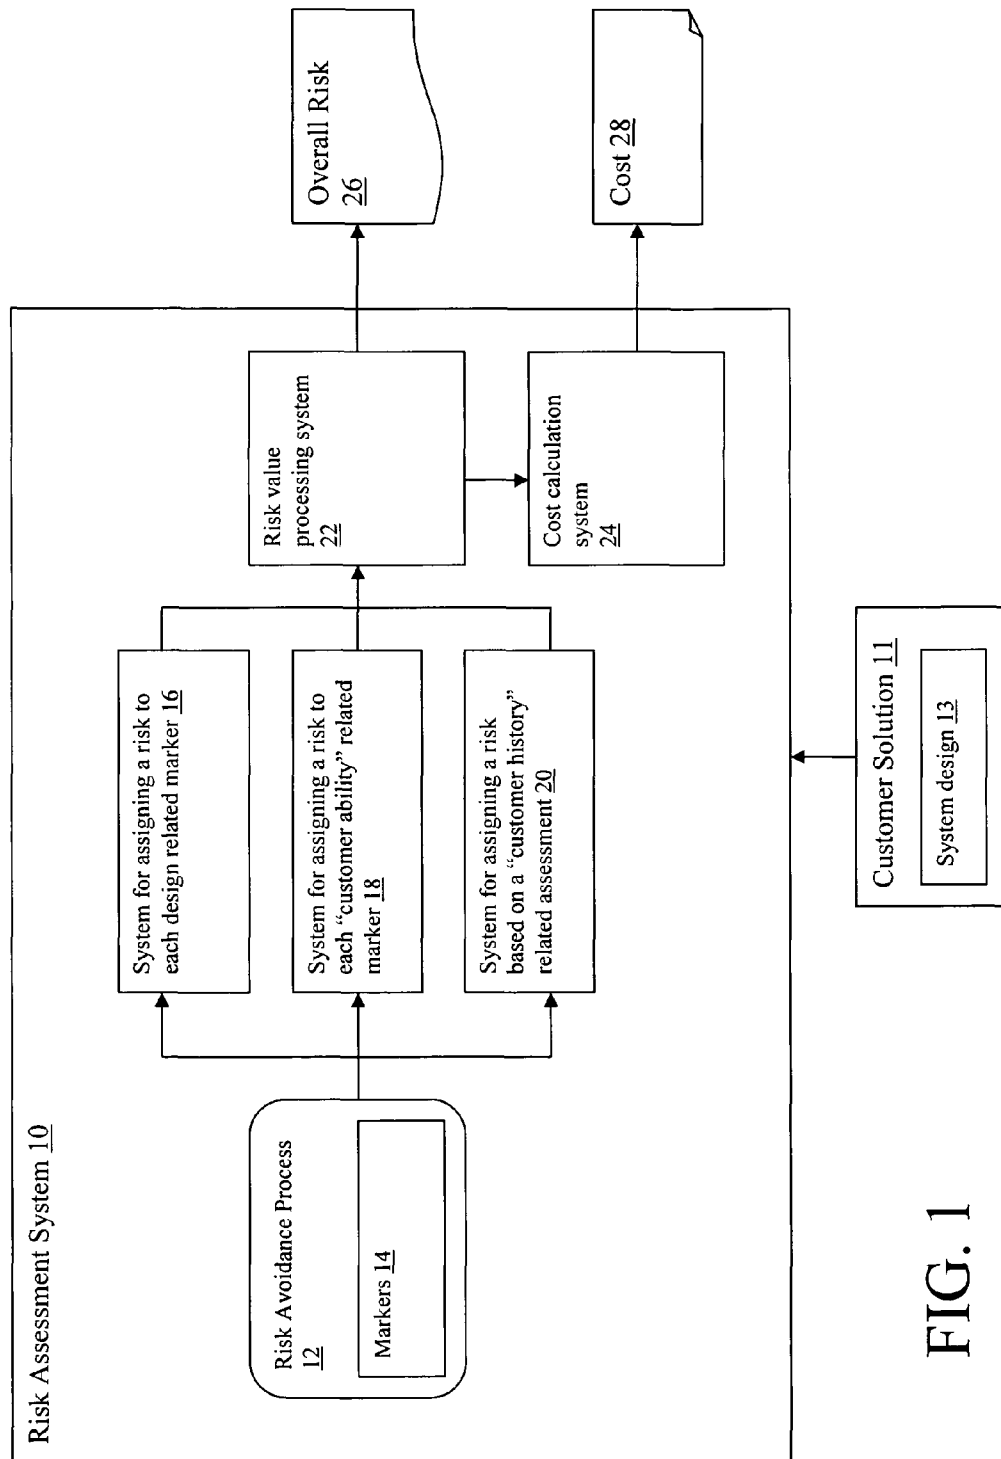 Risk Assessment System 10
Risk Avoidance Process
12
Markers 14
System for assigning a risk to
each design related marker 16
System for assigning a risk to
each “customer ability” related
marker 18
System for assigning a risk
based on a “customer history”
related assessment 20
Risk value
processing system
22
Cost calculation
system
24
Overall Risk
26
Cost 28
Customer Solution 11
System design 13
FIG. 1